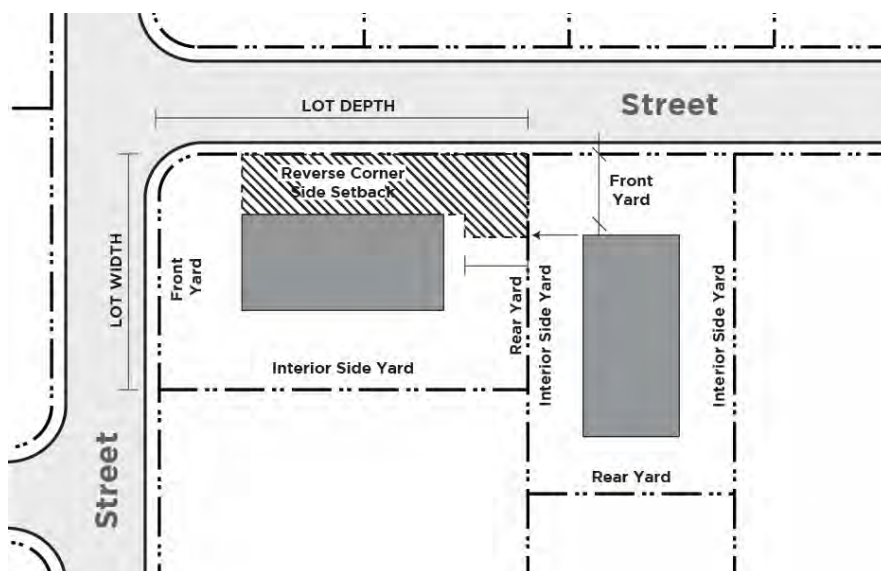 LOT DEPTH
Street
Reverse Corner
Side Setback
Front
Yard
LOT WIDTH
Front
Yard
Rear Yard
Interior Side Yard
Interior Side Yard
Interior Side Yard
Rear Yard
Street